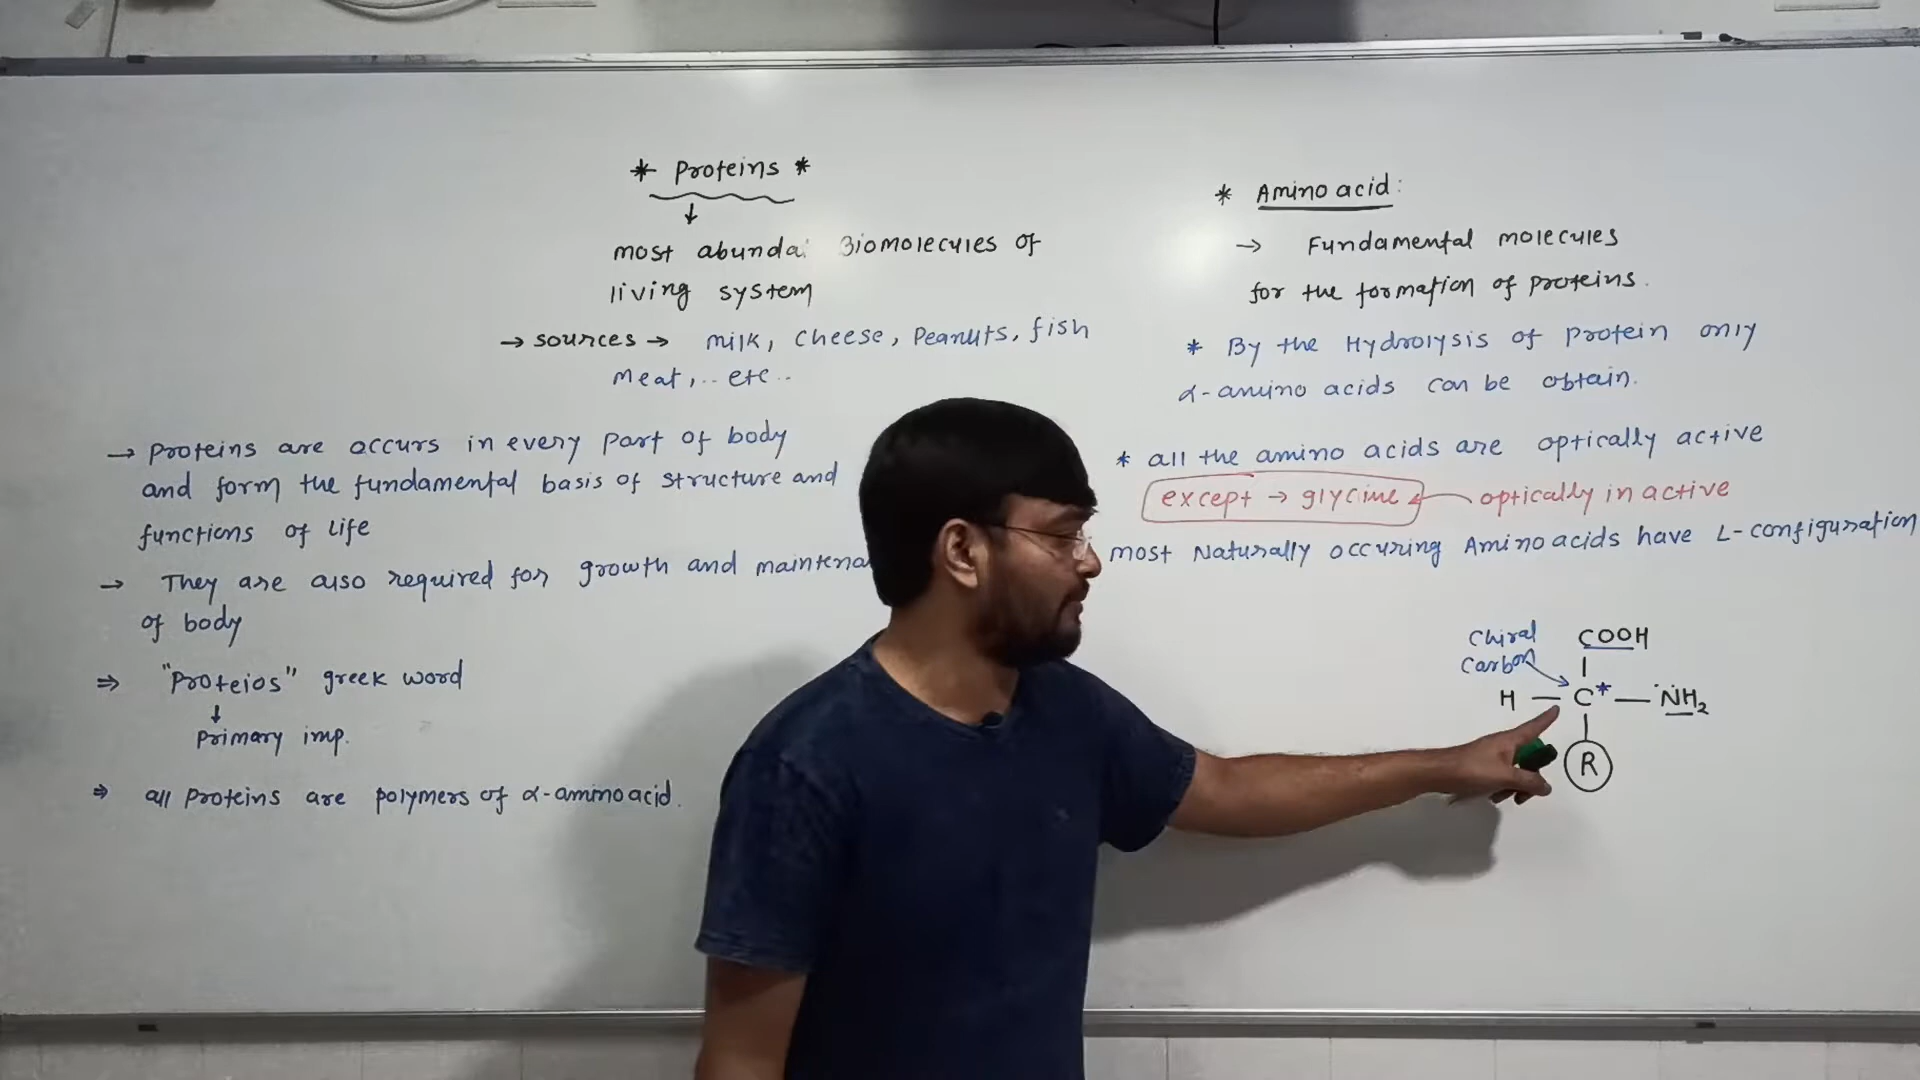 * Proteins *
↓
most abunda Biomolecules of
living system
→ sources → milk, cheese, Peanuts, fish
Meat, .. etc ..
→ Proteins are occurs in every part of body
and form the fundamental basis of structure and
functions of life
→ They are also required for growth and maintena
of body
⇒ "Proteios" greek word
↓
Primary imp.
⇒ all Proteins are polymers of α-amino acid.
* Amino acid:
→ Fundamental molecules
for the formation of proteins.
* By the Hydrolysis of Protein only
α-amino acids can be obtain.
* all the amino acids are optically active
except → glycine ← optically in active
most Naturally occuring Amino acids have L-configuration
Chiral
Carbon
COOH
H — C* — N̈H₂
R